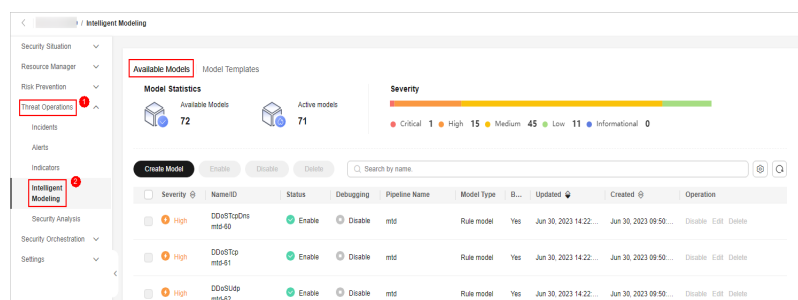 / Intelligent Modeling
Security Situation
Resource Manager
Risk Prevention
Threat Operations 1
Incidents
Alerts
Indicators
Intelligent Modeling 2
Security Analysis
Security Orchestration
Settings
Available Models Model Templates
Model Statistics
Available Models
72
Active models
71
Severity
Critical 1 High 15 Medium 45 Low 11 Informational 0
Create Model Enable Disable Delete Search by name
Severity Name/ID Status Debugging Pipeline Name Model Type B... Updated Created Operation
High DDoSTcpDns mtd-60 Enable Disable mtd Rule model Yes Jun 30, 2023 14:22:... Jun 30, 2023 09:50:... Disable Edit Delete
High DDoSTcp mtd-61 Enable Disable mtd Rule model Yes Jun 30, 2023 14:22:... Jun 30, 2023 09:50:... Disable Edit Delete
High DDoSUdp mtd-62 Enable Disable mtd Rule model Yes Jun 30, 2023 14:22:... Jun 30, 2023 09:50:... Disable Edit Delete